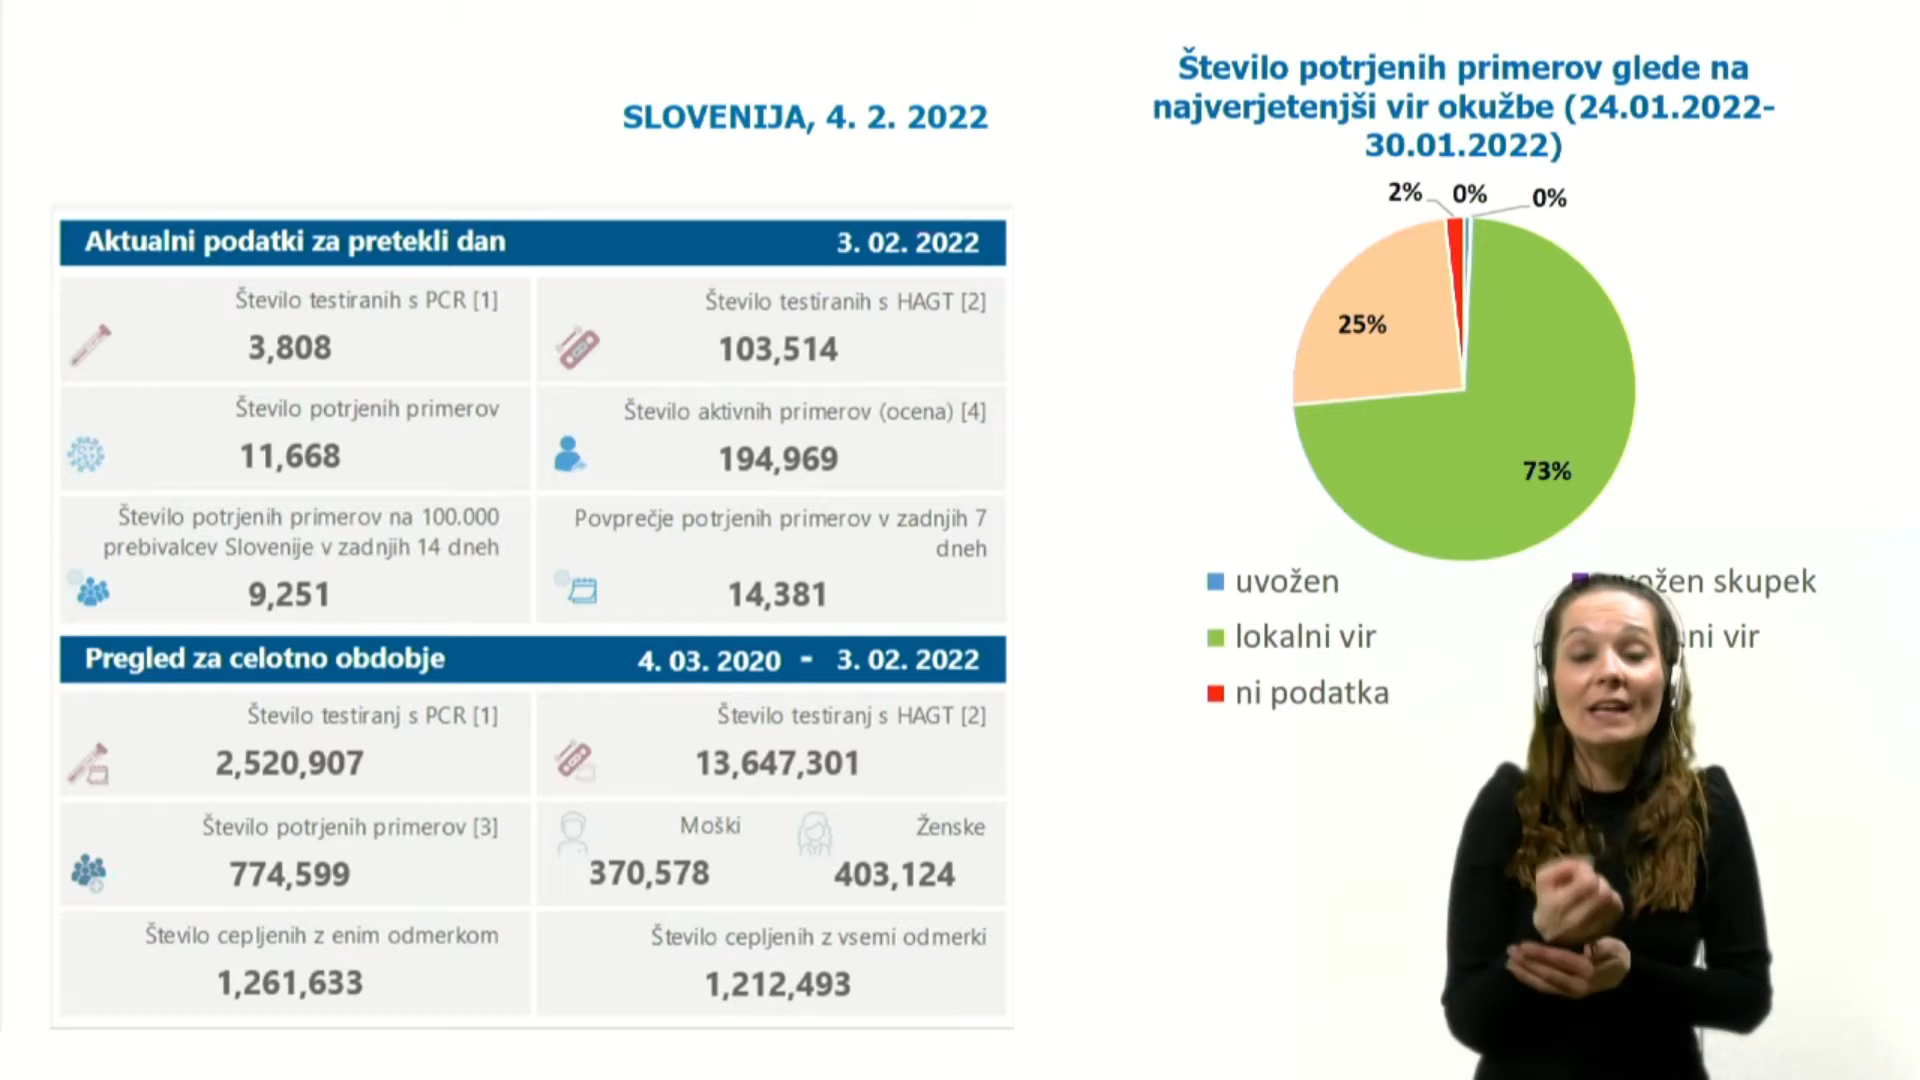 SLOVENIJA, 4. 2. 2022
Aktualni podatki za pretekli dan 3. 02. 2022
Število testiranih s PCR [1]
3,808
Število testiranih s HAGT [2]
103,514
Število potrjenih primerov
11,668
Število aktivnih primerov (ocena) [4]
194,969
Število potrjenih primerov na 100.000
prebivalcev Slovenije v zadnjih 14 dneh
9,251
Povprečje potrjenih primerov v zadnjih 7
dneh
14,381
Pregled za celotno obdobje 4. 03. 2020 - 3. 02. 2022
Število testiranj s PCR [1]
2,520,907
Število testiranj s HAGT [2]
13,647,301
Število potrjenih primerov [3]
774,599
Moški
370,578
Ženske
403,124
Število cepljenih z enim odmerkom
1,261,633
Število cepljenih z vsemi odmerki
1,212,493
Število potrjenih primerov glede na
najverjetenjši vir okužbe (24.01.2022-
30.01.2022)
2% 0% 0%
25%
73%
uvožen
skupek
lokalni vir
vir
ni podatka